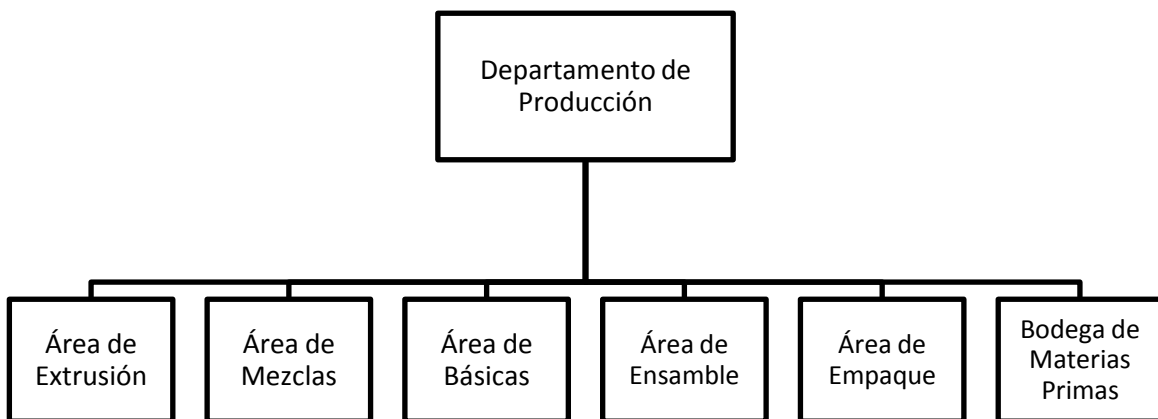 Departamento de
Producción
Área de
Extrusión
Área de
Mezclas
Área de
Básicas
Área de
Ensamble
Área de
Empaque
Bodega de
Materias
Primas